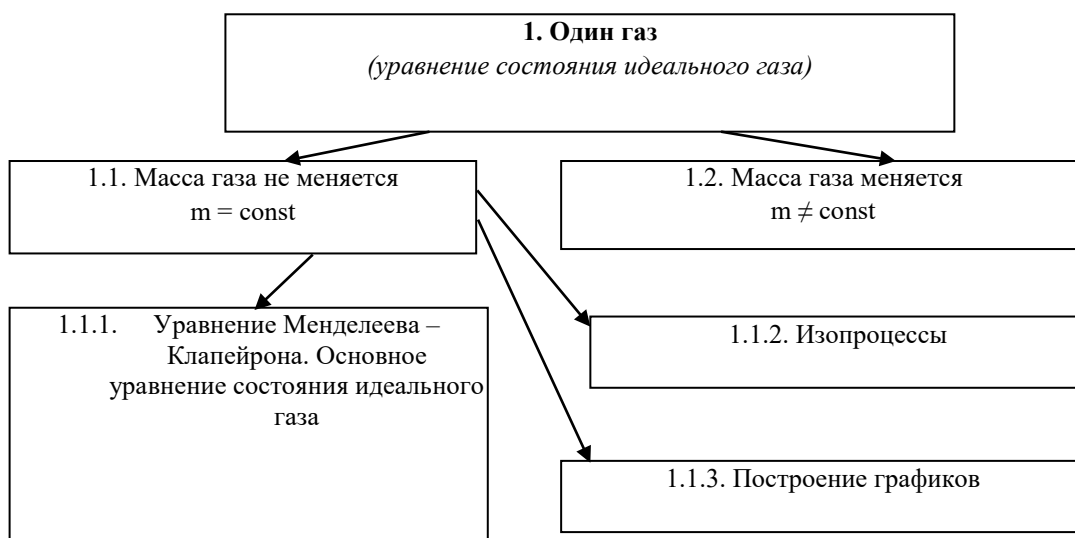 1. Один газ
(уравнение состояния идеального газа)
1.1. Масса газа не меняется
m = const
1.2. Масса газа меняется
m ≠ const
1.1.1. Уравнение Менделеева –
Клапейрона. Основное
уравнение состояния идеального
газа
1.1.2. Изопроцессы
1.1.3. Построение графиков